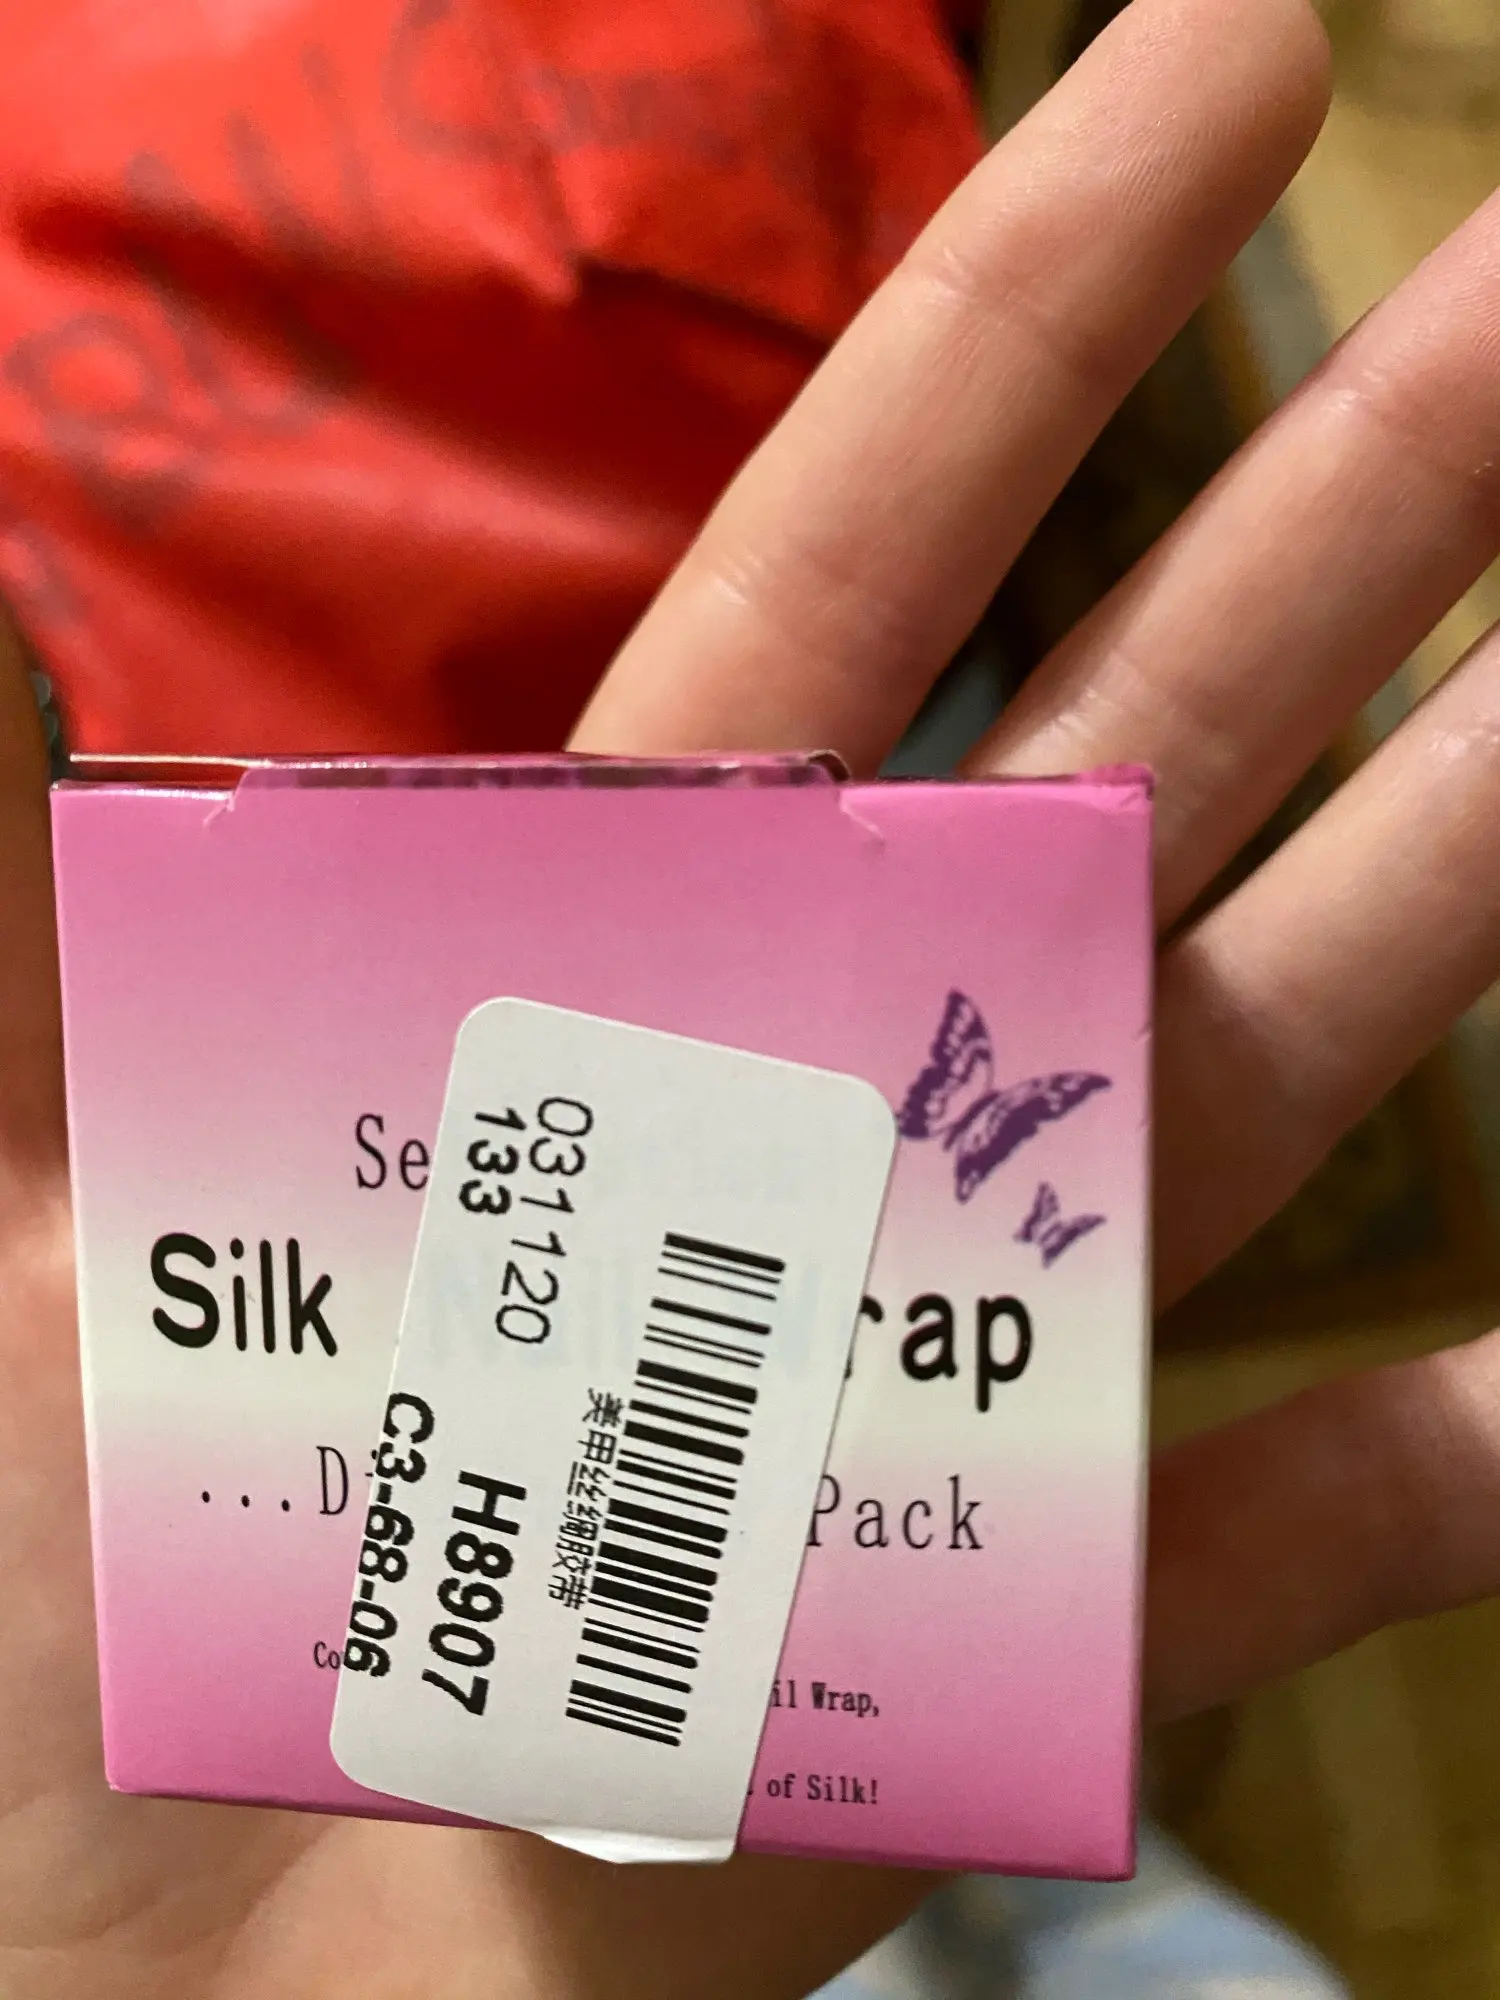 Se
Silk rap
...D Pack
Co il Wrap,
of Silk!
031120
133
美甲丝绸胶带
H8907
C3-68-06